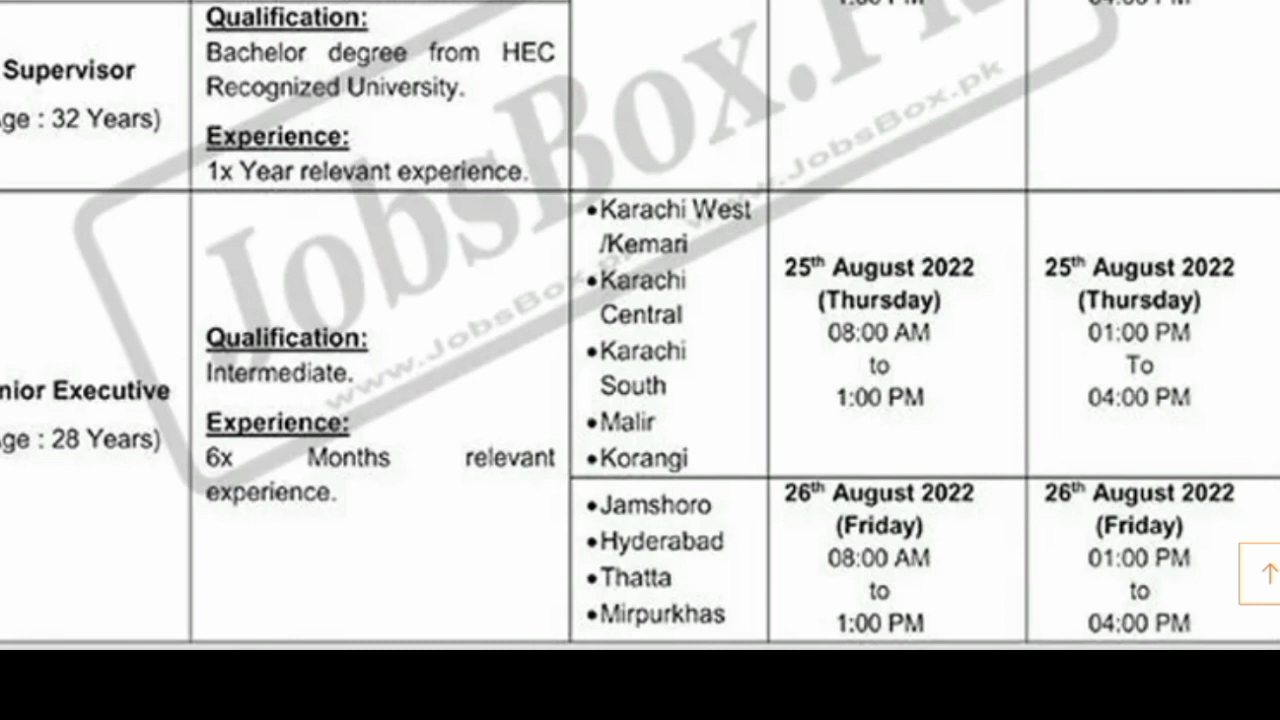 Supervisor
ge : 32 Years)
Qualification:
Bachelor degree from HEC
Recognized University.
Experience:
1x Year relevant experience.
nior Executive
ge : 28 Years)
Qualification:
Intermediate.
Experience:
6x Months relevant
experience.
•Karachi West
/Kemari
•Karachi
Central
•Karachi
South
•Malir
•Korangi
25th August 2022
(Thursday)
08:00 AM
to
1:00 PM
25th August 2022
(Thursday)
01:00 PM
To
04:00 PM
•Jamshoro
•Hyderabad
•Thatta
•Mirpurkhas
26th August 2022
(Friday)
08:00 AM
to
1:00 PM
26th August 2022
(Friday)
01:00 PM
to
04:00 PM
JobsBox.PK
www.JobsBox.pk
www.JobsBox.pk